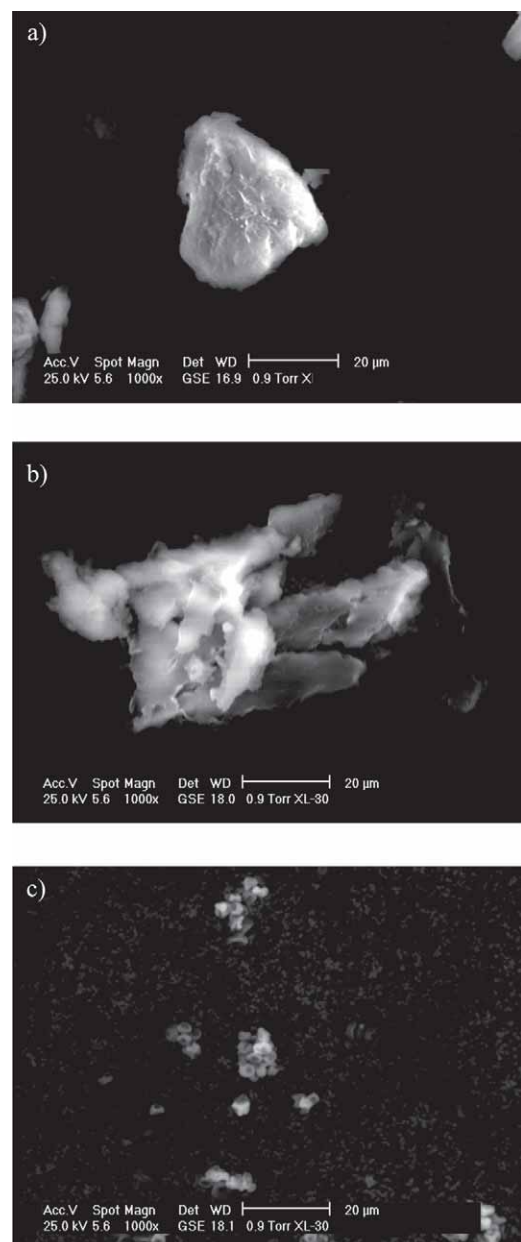 a)
Acc.V Spot Magn Det WD 20 µm
25.0 kV 5.6 1000x GSE 16.9 0.9 Torr X
b)
Acc.V Spot Magn Det WD 20 µm
25.0 kV 5.6 1000x GSE 18.0 0.9 Torr XL-30
c)
Acc.V Spot Magn Det WD 20 µm
25.0 kV 5.6 1000x GSE 18.1 0.9 Torr XL-30